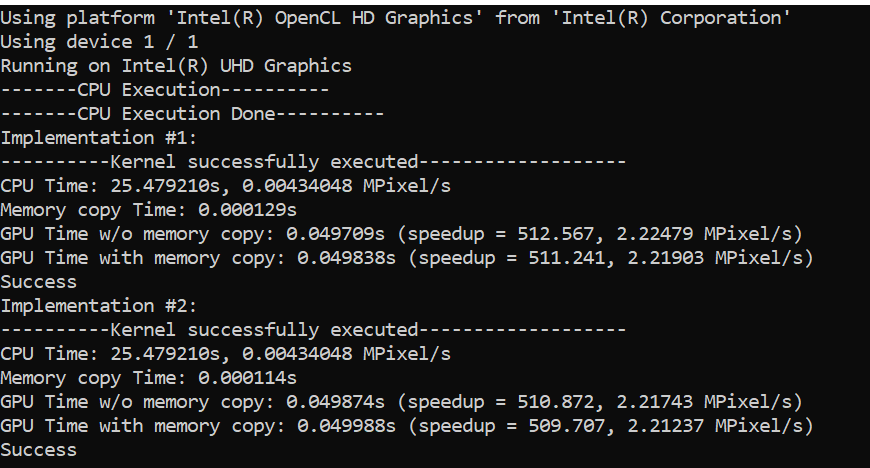 Using platform 'Intel(R) OpenCL HD Graphics' from 'Intel(R) Corporation'
Using device 1 / 1
Running on Intel(R) UHD Graphics
-------CPU Execution----------
-------CPU Execution Done----------
Implementation #1:
----------Kernel successfully executed-------------------
CPU Time: 25.479210s, 0.00434048 MPixel/s
Memory copy Time: 0.000129s
GPU Time w/o memory copy: 0.049709s (speedup = 512.567, 2.22479 MPixel/s)
GPU Time with memory copy: 0.049838s (speedup = 511.241, 2.21903 MPixel/s)
Success
Implementation #2:
----------Kernel successfully executed-------------------
CPU Time: 25.479210s, 0.00434048 MPixel/s
Memory copy Time: 0.000114s
GPU Time w/o memory copy: 0.049874s (speedup = 510.872, 2.21743 MPixel/s)
GPU Time with memory copy: 0.049988s (speedup = 509.707, 2.21237 MPixel/s)
Success